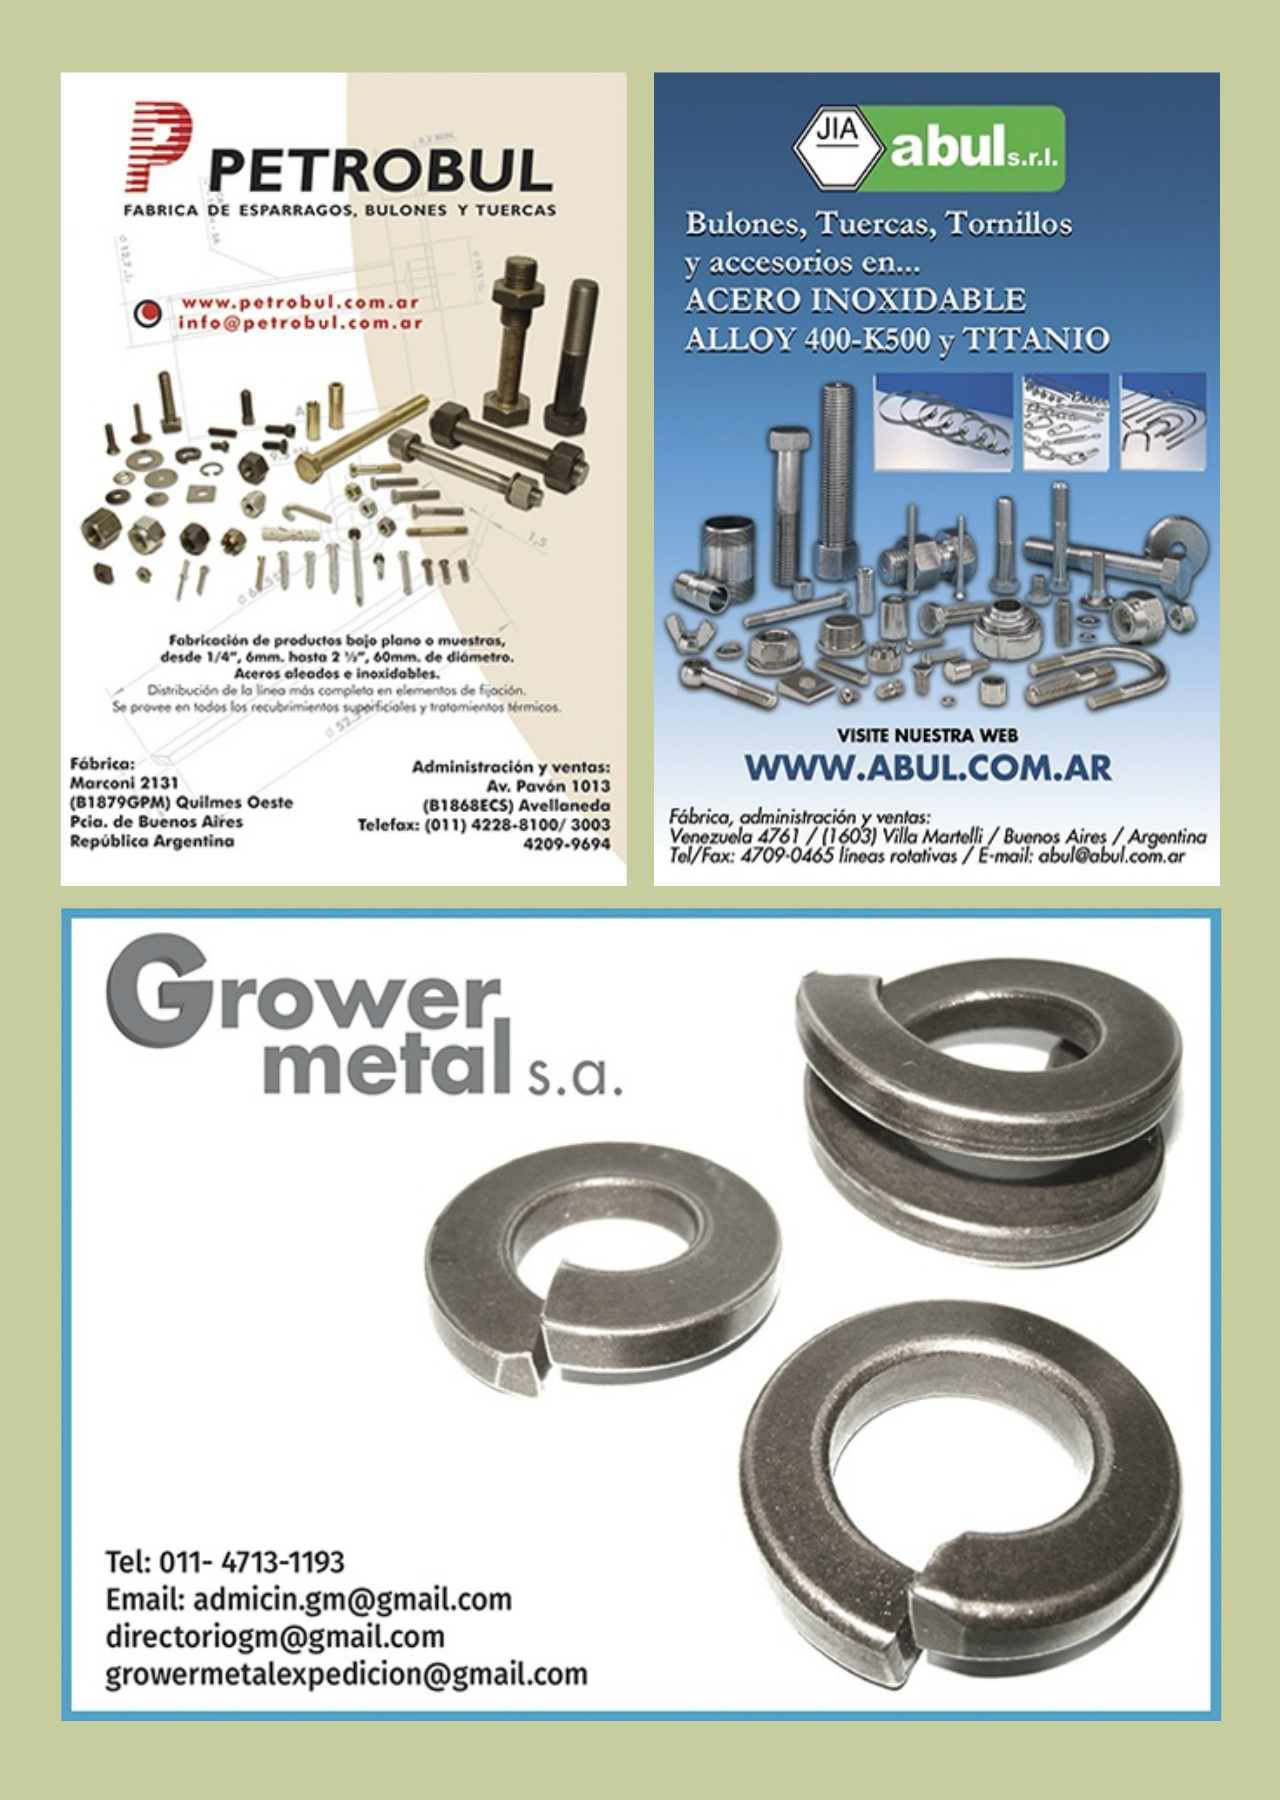 PETROBUL
FABRICA DE ESPARRAGOS, BULONES Y TUERCAS
www.petrobul.com.ar
info@petrobul.com.ar
Fabricación de productos bajo plano o muestras,
desde 1/4”, 6mm. hasta 2 ½”, 60mm. de diómetro.
Aceros aleados e inoxidables.
Distribución de la línea más completa en elementos de fijación.
Se provee en todos los recubrimientos superficiales y tratamientos térmicos.
Fábrica:
Marconi 2131
(B1879GPM) Quilmes Oeste
Pcia. de Buenos Aires
República Argentina
Administración y ventas:
Av. Pavón 1013
(B1868ECS) Avellaneda
Telefax: (011) 4228-8100/ 3003
4209-9694
JIA
abul s.r.l.
Bulones, Tuercas, Tornillos
y accesorios en...
ACERO INOXIDABLE
ALLOY 400-K500 y TITANIO
VISITE NUESTRA WEB
WWW.ABUL.COM.AR
Fábrica, administración y ventas:
Venezuela 4761 / (1603) Villa Martelli / Buenos Aires / Argentina
Tel/Fax: 4709-0465 líneas rotativas / E-mail: abul@abul.com.ar
Grower
metal s.a.
Tel: 011- 4713-1193
Email: admicin.gm@gmail.com
directoriogm@gmail.com
growermetalexpedicion@gmail.com